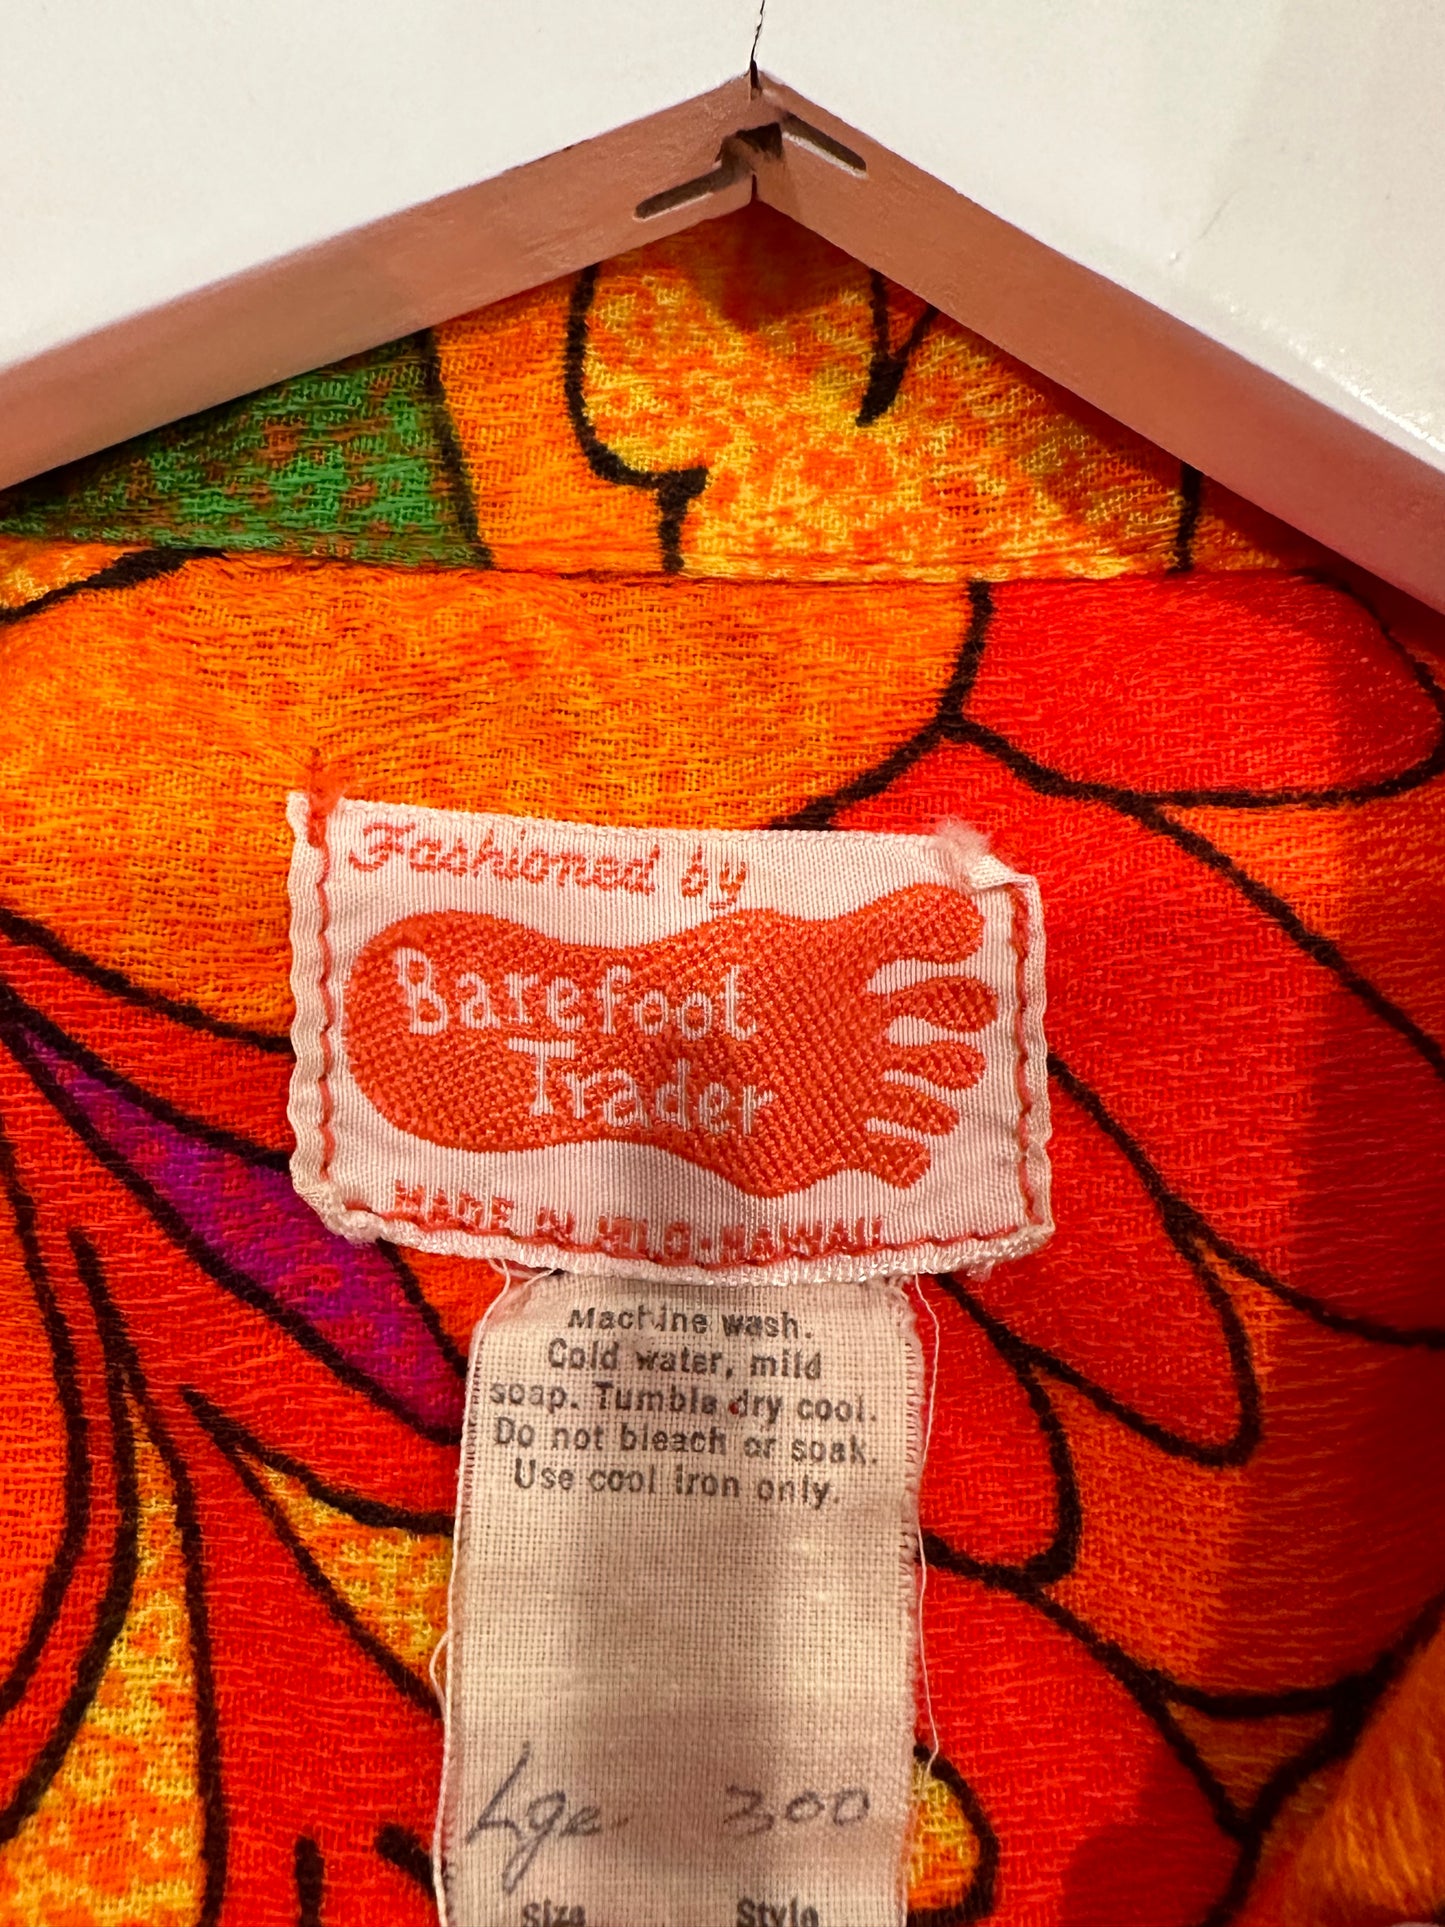 Fashioned by
Barefoot
Trader
MADE IN HILO-HAWAII
Machine wash.
Cold water, mild
soap. Tumble dry cool.
Do not bleach or soak.
Use cool iron only.
Lge 300
Size Style